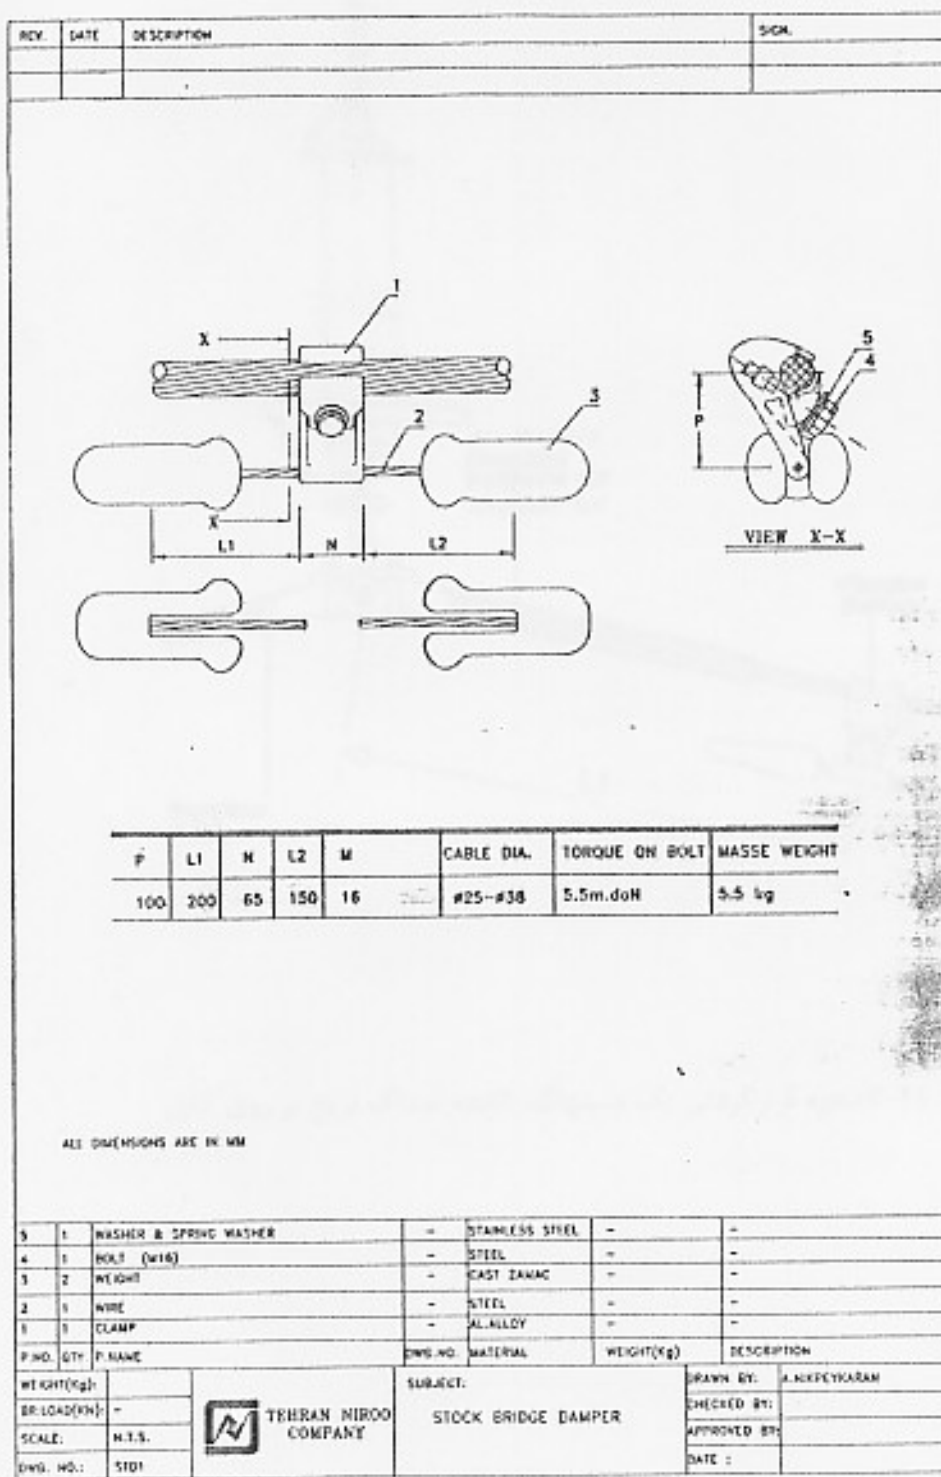 REV. DATE DESCRIPTION SIGN.
1
X
5
4
3
P
2
X
L1 N L2
VIEW X-X
P L1 N L2 M CABLE DIA. TORQUE ON BOLT MASSE WEIGHT
100 200 65 150 16 ø25-ø38 5.5m.daN 5.5 kg
ALL DIMENSIONS ARE IN MM
5 1 WASHER & SPRING WASHER - STAINLESS STEEL - -
4 1 BOLT (M16) - STEEL - -
3 2 WEIGHT - CAST ZAMAC - -
2 1 WIRE - STEEL - -
1 1 CLAMP - AL.ALLOY - -
P.NO. QTY P.NAME DWG.NO. MATERIAL WEIGHT(Kg) DESCRIPTION
WEIGHT(Kg):
BR.LOAD(KN): -
SCALE: N.T.S.
DWG. NO.: STD1
TEHRAN NIROO
COMPANY
SUBJECT:
STOCK BRIDGE DAMPER
DRAWN BY: A.NIKPEYKARAN
CHECKED BY:
APPROVED BY:
DATE :